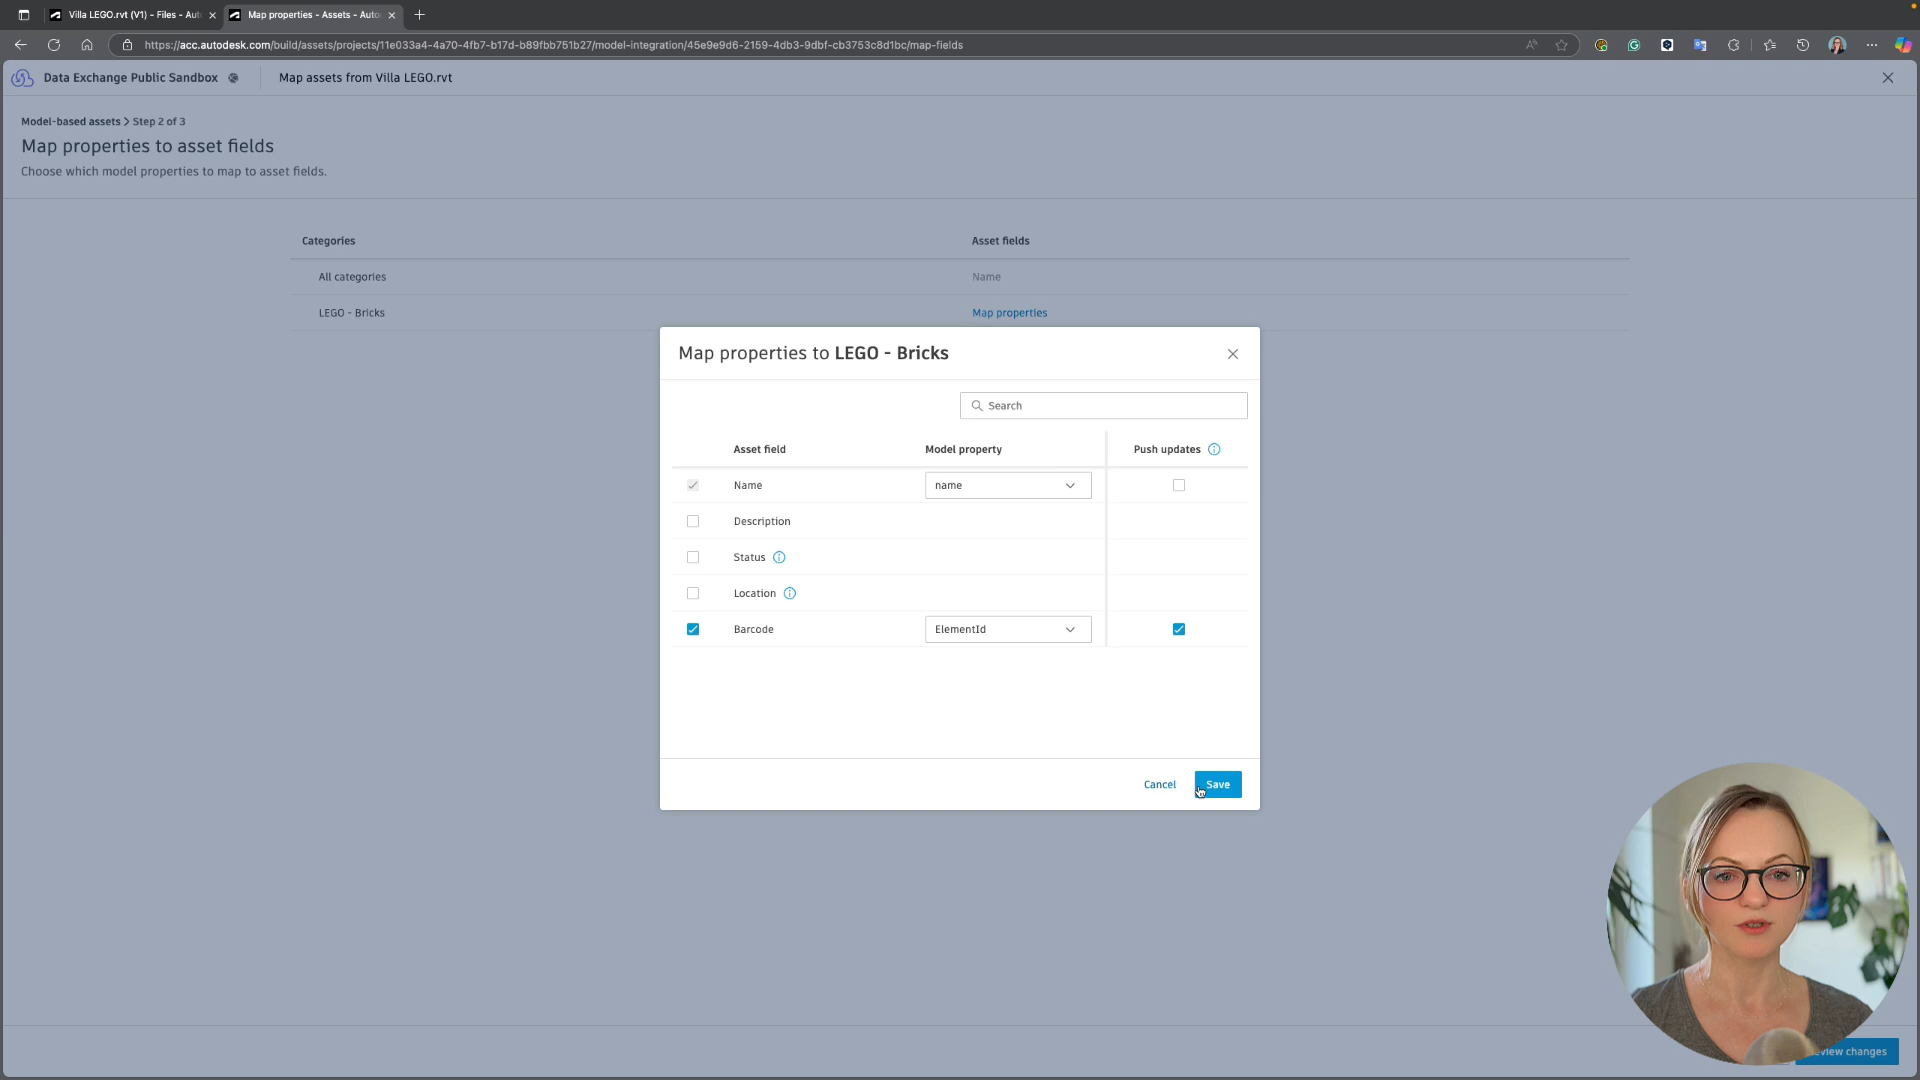 Villa LEGO.rvt (V1) - Files - Aut
Map properties - Assets - Auto
https://acc.autodesk.com/build/assets/projects/11e033a4-4a70-4fb7-b17d-b89fbb751b27/model-integration/45e9e9d6-2159-4db3-9dbf-cb3753c8d1bc/map-fields
Data Exchange Public Sandbox
Map assets from Villa LEGO.rvt
Model-based assets > Step 2 of 3
Map properties to asset fields
Choose which model properties to map to asset fields.
Categories Asset fields
All categories Name
LEGO - Bricks Map properties
Map properties to LEGO - Bricks
Search
Asset field Model property Push updates
Name name
Description
Status
Location
Barcode ElementId
Cancel Save
view changes